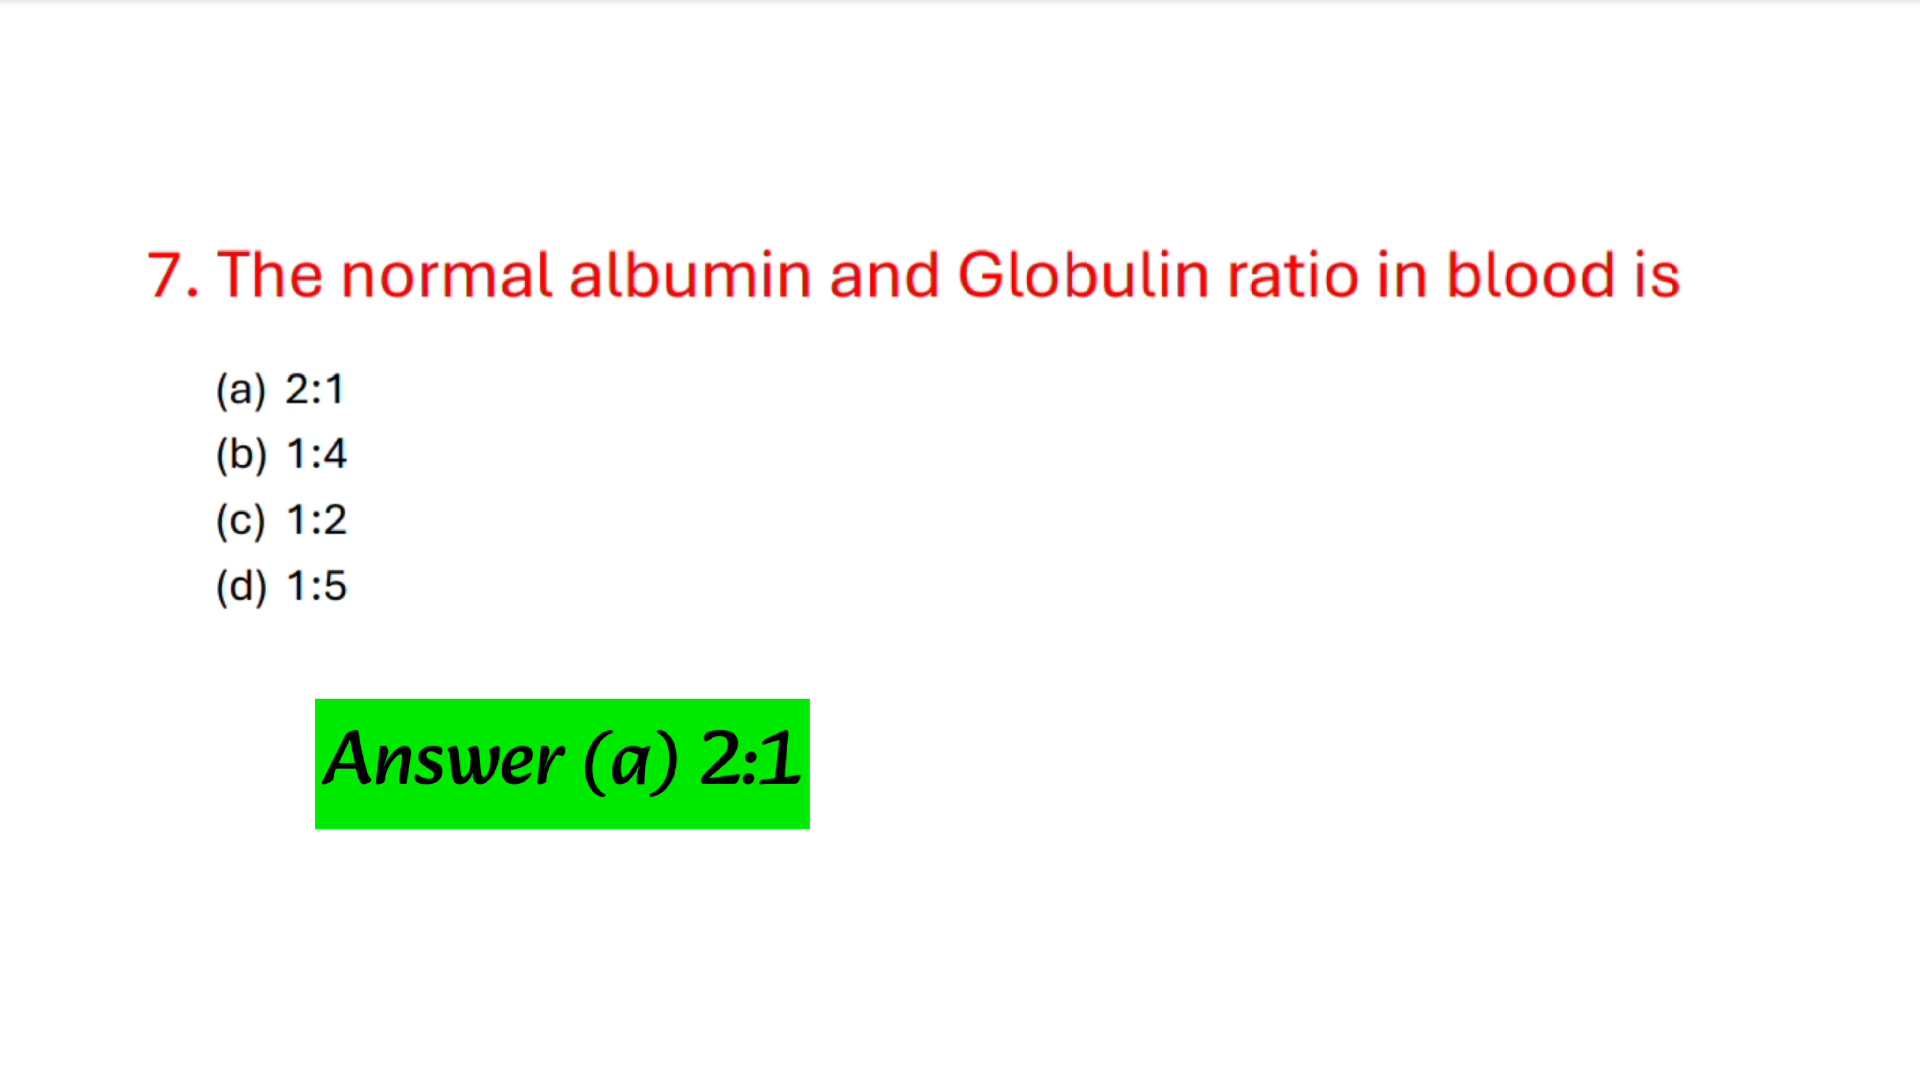 7. The normal albumin and Globulin ratio in blood is
(a) 2:1
(b) 1:4
(c) 1:2
(d) 1:5
Answer (a) 2:1